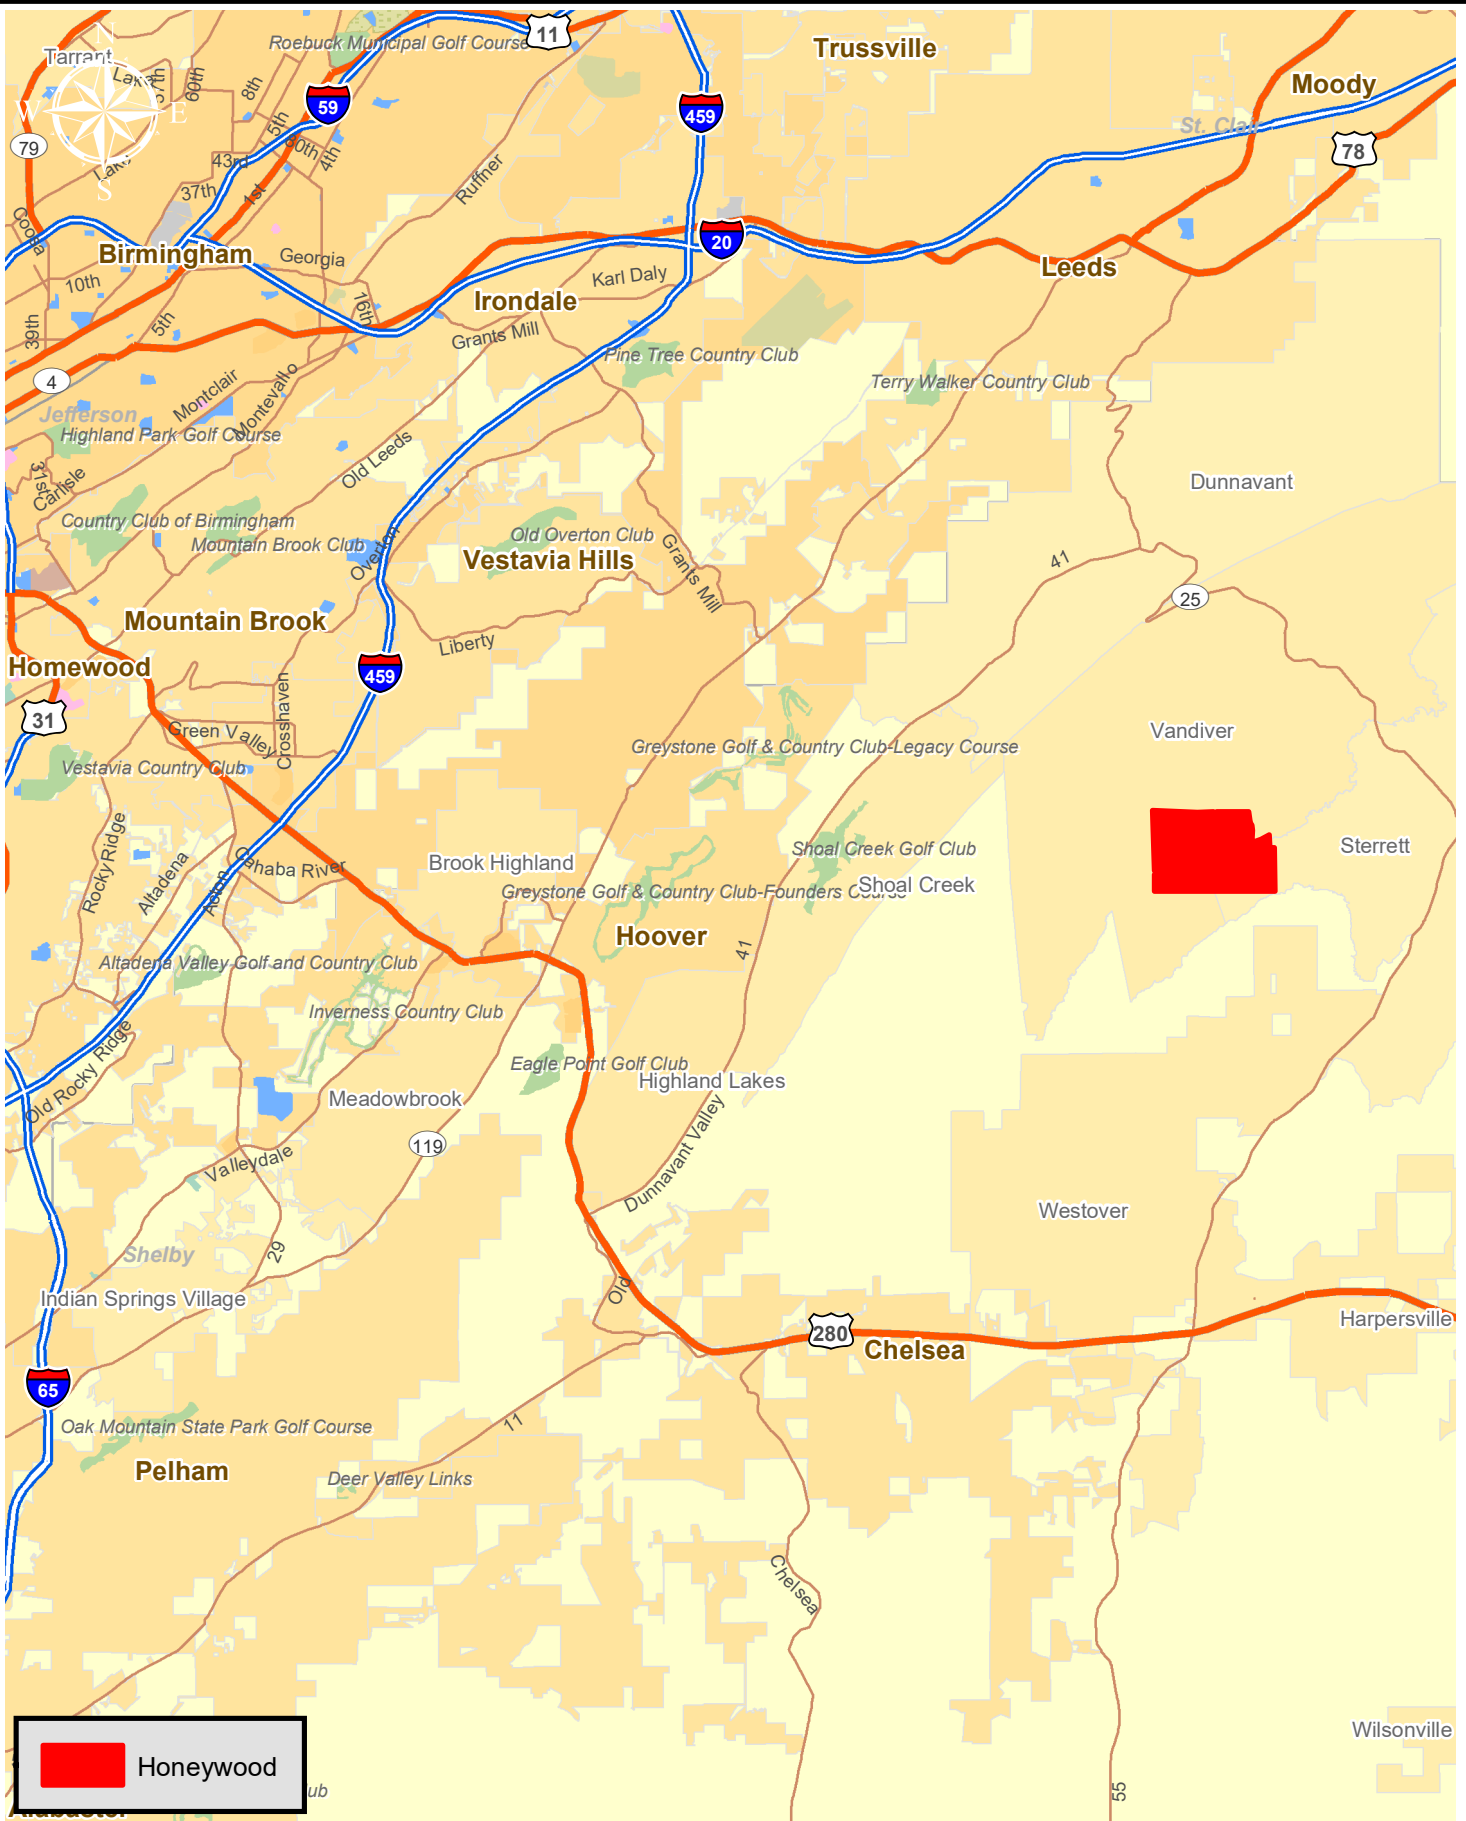 N
W
E
S
Tarrant
Lake
37th
60th
8th
Roebuck Municipal Golf Course
11
Trussville
Moody
59
459
St. Clair
79
5th
60th
4th
78
Lake
43rd
37th
1st
Ruffner
Coosa
Birmingham
Georgia
20
Leeds
10th
16th
Irondale
Karl Daly
39th
5th
Grants Mill
Pine Tree Country Club
4
Montclair
Montevallo
Terry Walker Country Club
Jefferson
Highland Park Golf Course
31st
Carlisle
Old Leeds
Dunnavant
Country Club of Birmingham
Mountain Brook Club
Overton
Old Overton Club
Vestavia Hills
Grants Mill
41
25
Mountain Brook
Liberty
Homewood
459
31
Crosshaven
Green Valley
Vestavia Country Club
Greystone Golf & Country Club-Legacy Course
Vandiver
Rocky Ridge
Altadena
Acton
Cahaba River
Brook Highland
Shoal Creek Golf Club
Sterrett
Greystone Golf & Country Club-Founders Course
Shoal Creek
Hoover
41
Altadena Valley Golf and Country Club
Inverness Country Club
Old Rocky Ridge
Eagle Point Golf Club
Highland Lakes
Meadowbrook
119
Dunnavant Valley
Valleydale
Westover
Shelby
29
Old
Indian Springs Village
280
Chelsea
Harpersville
65
Oak Mountain State Park Golf Course
11
Pelham
Deer Valley Links
Chelsea
Wilsonville
Honeywood
ub
55
Alabaster